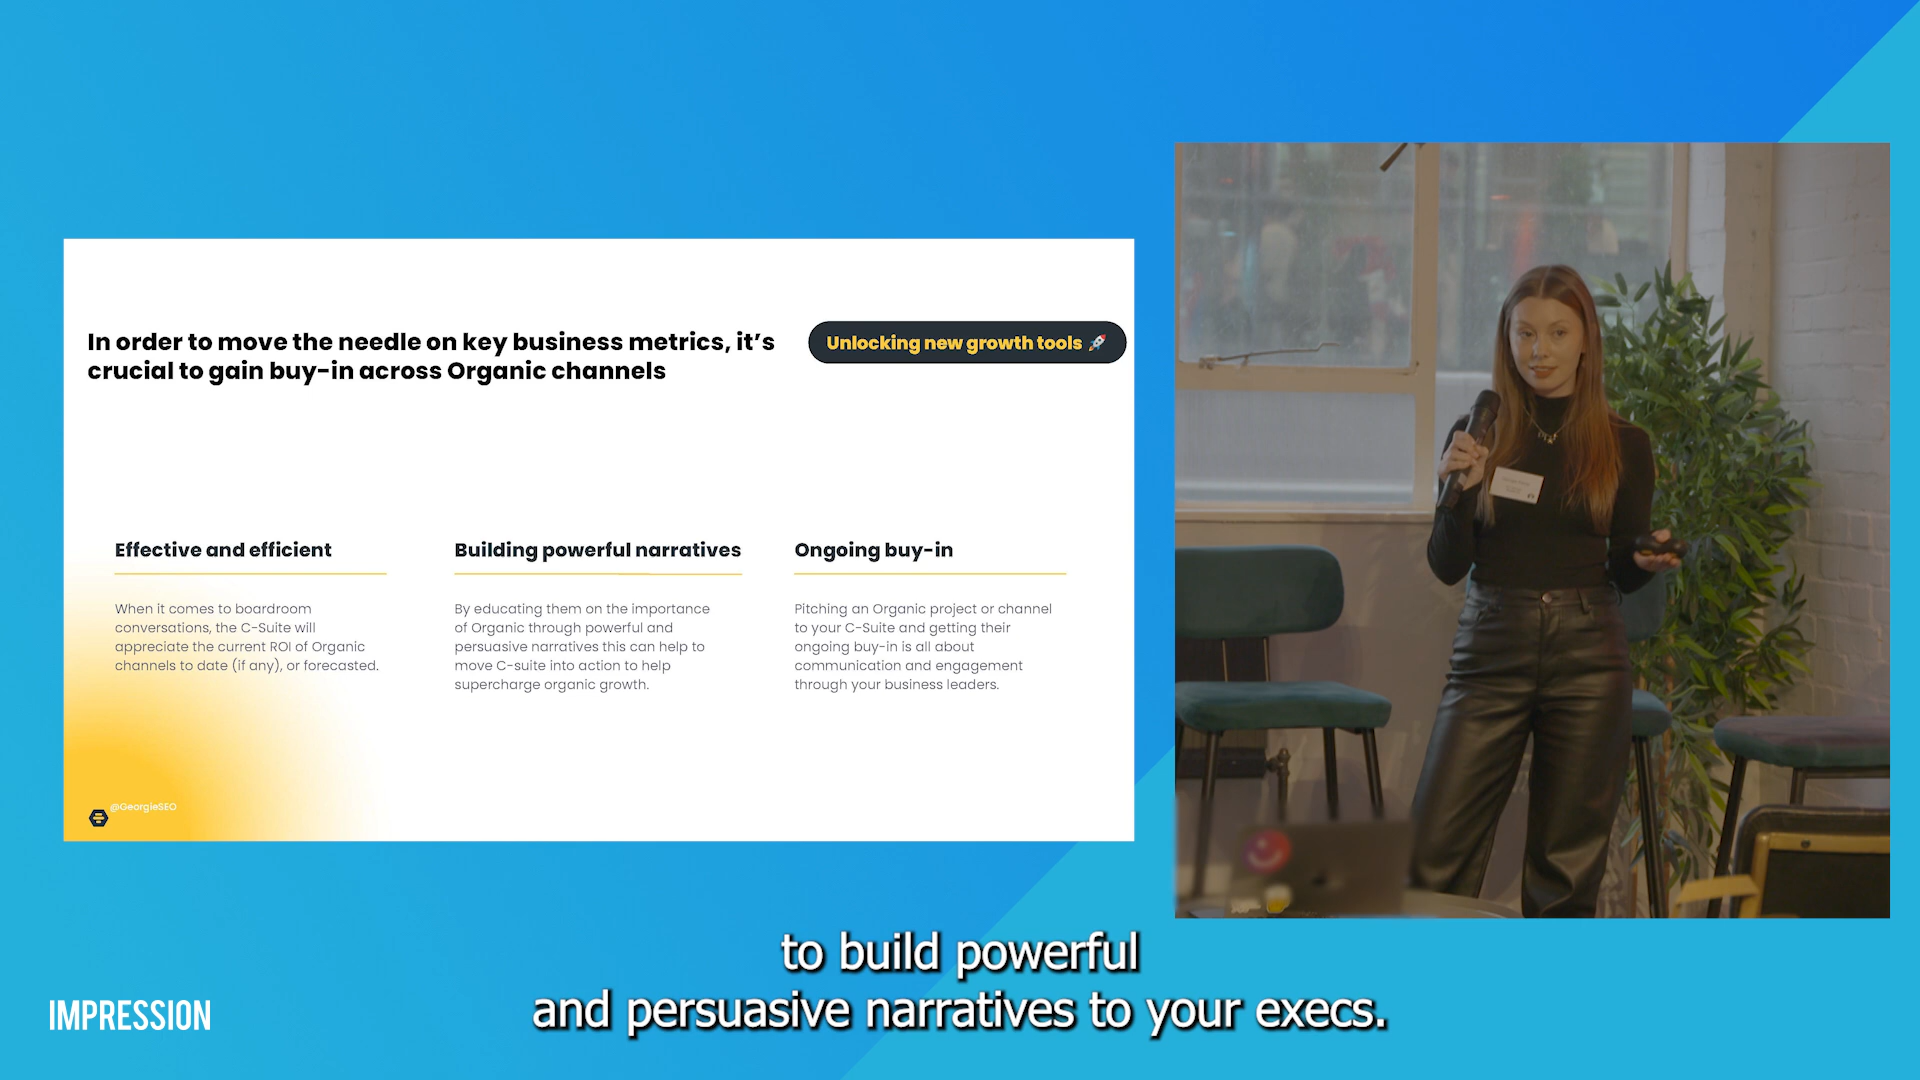 In order to move the needle on key business metrics, it’s
crucial to gain buy-in across Organic channels
Unlocking new growth tools 🚀
Effective and efficient
When it comes to boardroom
conversations, the C-Suite will
appreciate the current ROI of Organic
channels to date (if any), or forecasted.
Building powerful narratives
By educating them on the importance
of Organic through powerful and
persuasive narratives this can help to
move C-suite into action to help
supercharge organic growth.
Ongoing buy-in
Pitching an Organic project or channel
to your C-Suite and getting their
ongoing buy-in is all about
communication and engagement
through your business leaders.
@GeorgieSEO
to build powerful
and persuasive narratives to your execs.
IMPRESSION